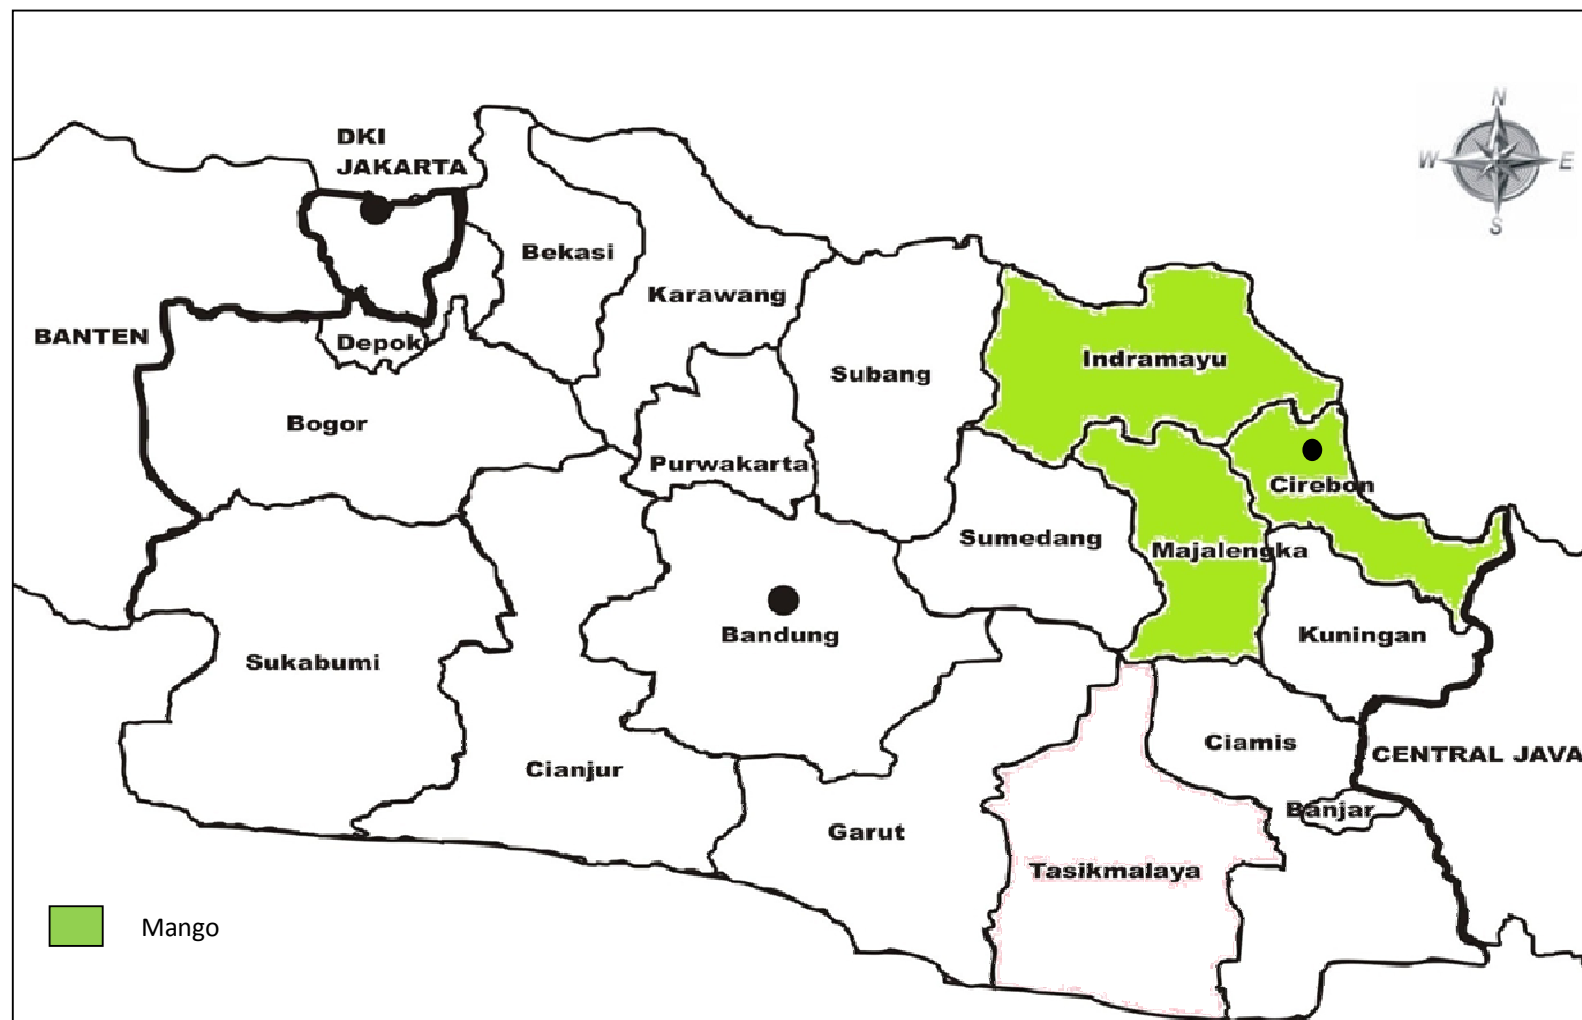 N
W
E
S
DKI
JAKARTA
Bekasi
Karawang
BANTEN
Depok
Indramayu
Subang
Bogor
Purwakarta
Cirebon
Sumedang
Majalengka
Bandung
Kuningan
Sukabumi
Ciamis
CENTRAL JAVA
Cianjur
Banjar
Garut
Tasikmalaya
Mango